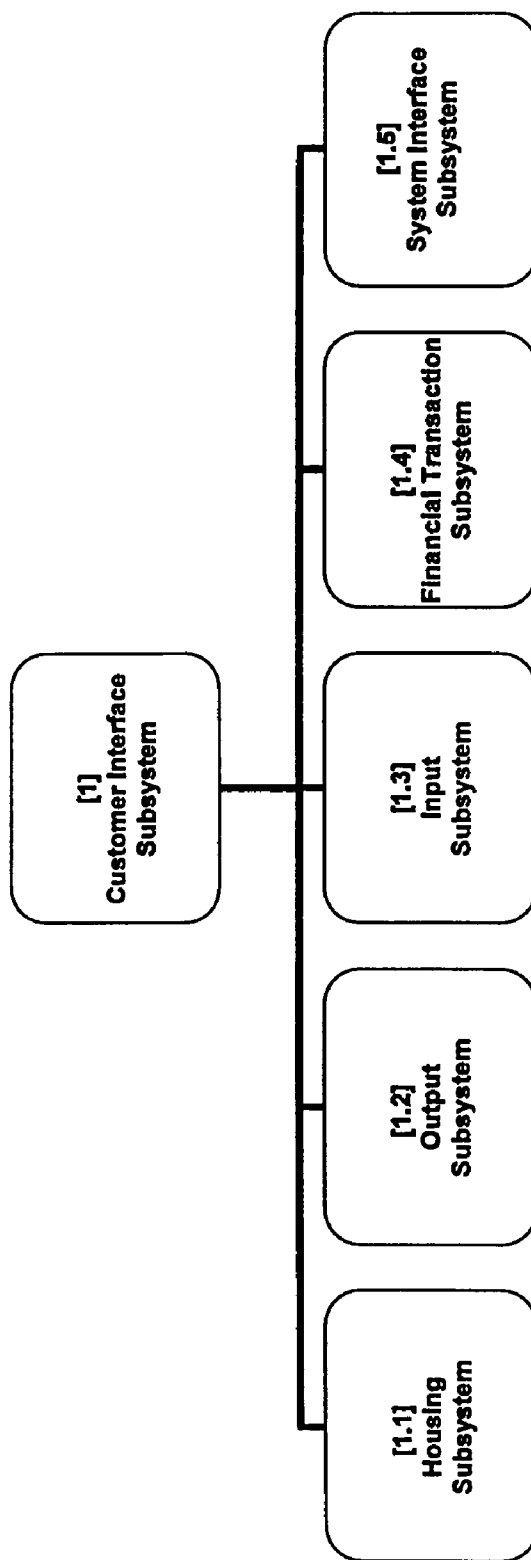 [1]
Customer Interface
Subsystem
[1.1]
Housing
Subsystem
[1.2]
Output
Subsystem
[1.3]
Input
Subsystem
[1.4]
Financial Transaction
Subsystem
[1.5]
System Interface
Subsystem